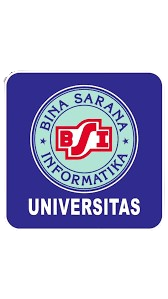 BINA SARANA
BSI
INFORMATIKA
UNIVERSITAS